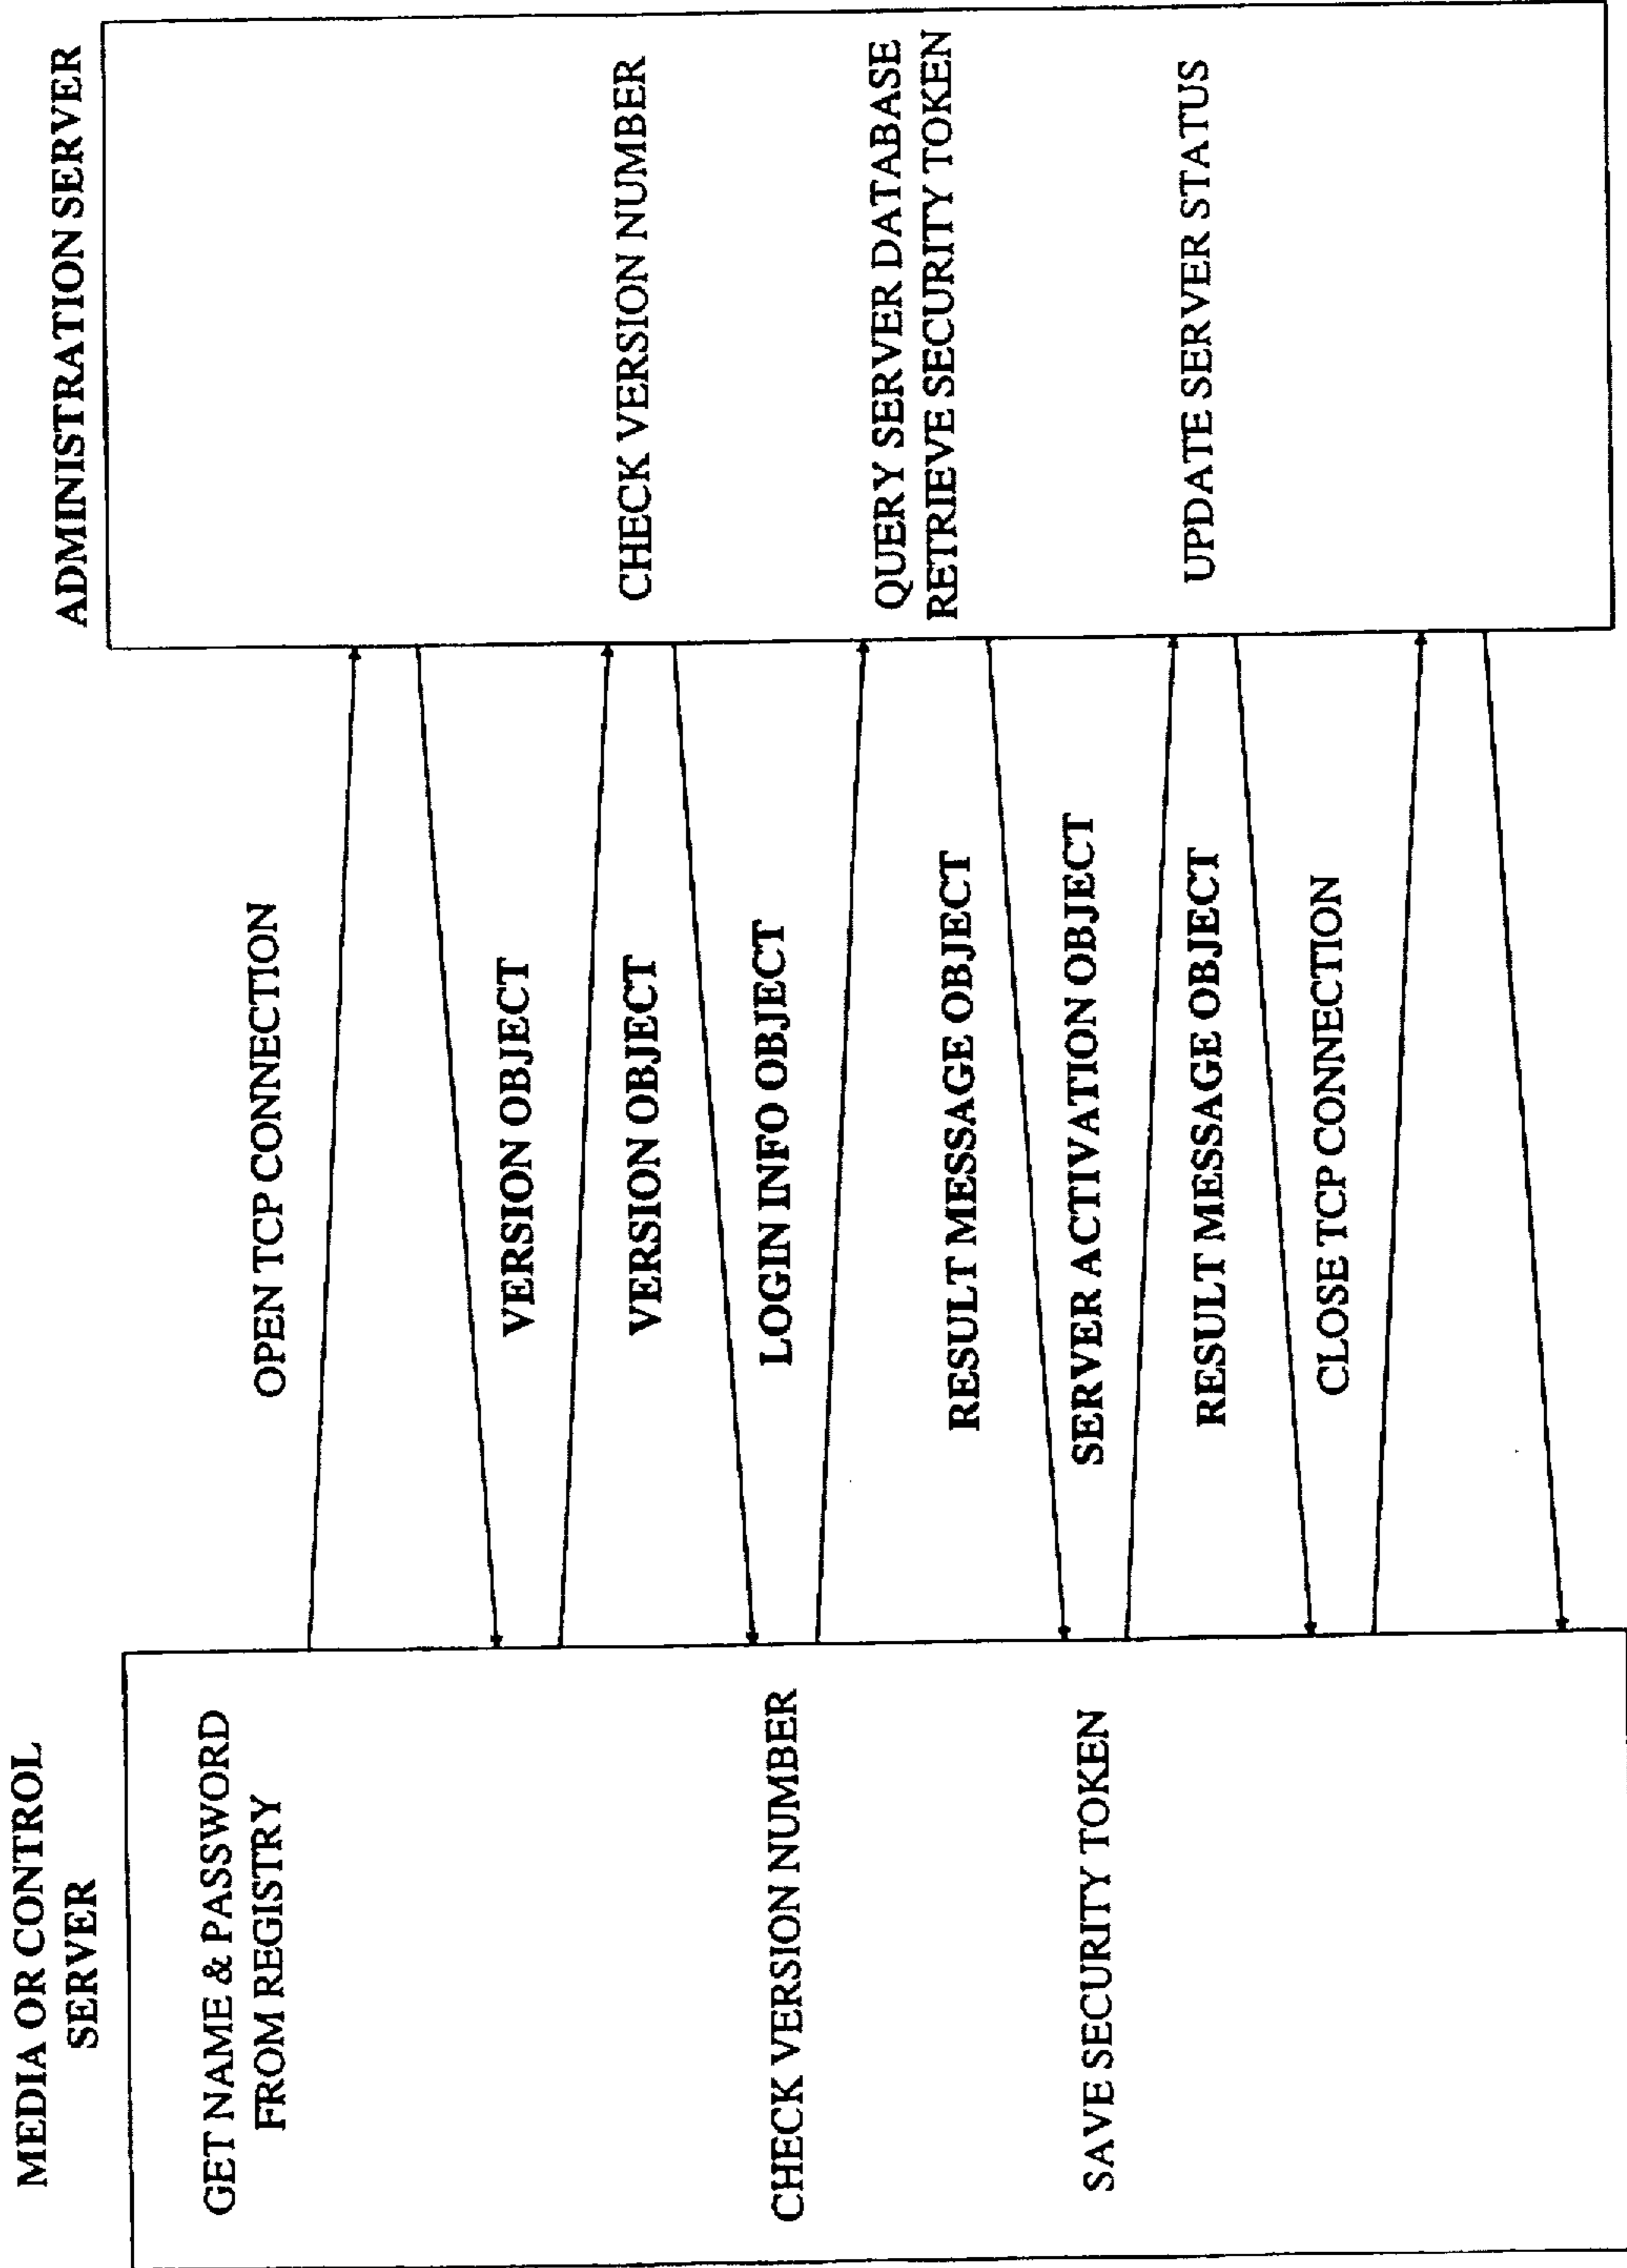 MEDIA OR CONTROL
SERVER
ADMINISTRATION SERVER
GET NAME & PASSWORD
FROM REGISTRY
OPEN TCP CONNECTION
VERSION OBJECT
CHECK VERSION NUMBER
VERSION OBJECT
CHECK VERSION NUMBER
LOGIN INFO OBJECT
QUERY SERVER DATABASE
RETRIEVE SECURITY TOKEN
RESULT MESSAGE OBJECT
SAVE SECURITY TOKEN
SERVER ACTIVATION OBJECT
UPDATE SERVER STATUS
RESULT MESSAGE OBJECT
CLOSE TCP CONNECTION